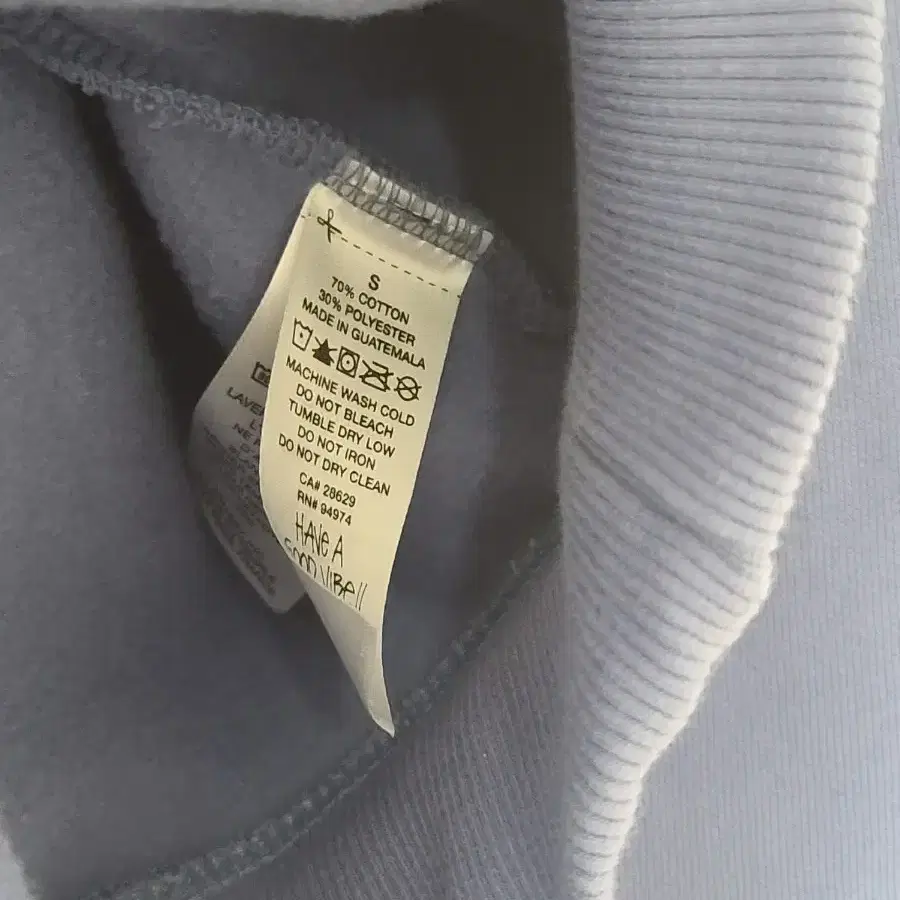 S
70% COTTON
30% POLYESTER
MADE IN GUATEMALA
MACHINE WASH COLD
DO NOT BLEACH
TUMBLE DRY LOW
DO NOT IRON
DO NOT DRY CLEAN
CA# 28629
RN# 94974
HAVE A
GOOD VIBE!!